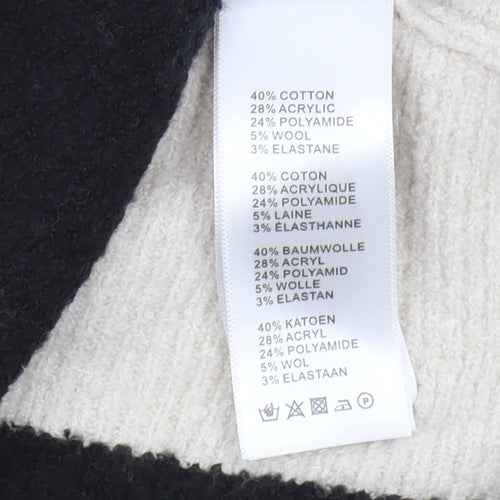 40% COTTON
28% ACRYLIC
24% POLYAMIDE
5% WOOL
3% ELASTANE
40% COTON
28% ACRYLIQUE
24% POLYAMIDE
5% LAINE
3% ÉLASTHANNE
40% BAUMWOLLE
28% ACRYL
24% POLYAMID
5% WOLLE
3% ELASTAN
40% KATOEN
28% ACRYL
24% POLYAMIDE
5% WOL
3% ELASTAAN
P